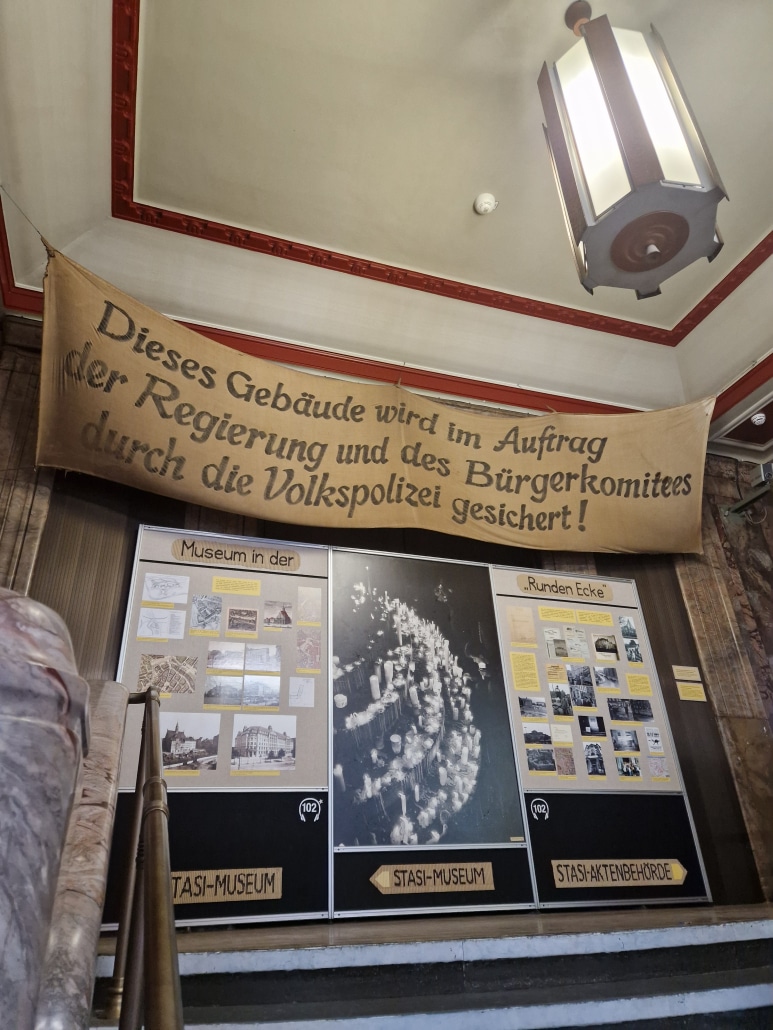 Dieses Gebäude wird im Auftrag
der Regierung und des Bürgerkomitees
durch die Volkspolizei gesichert!
Museum in der
„Runden Ecke"
102
102
STASI-MUSEUM
STASI-MUSEUM
STASI-AKTENBEHÖRDE